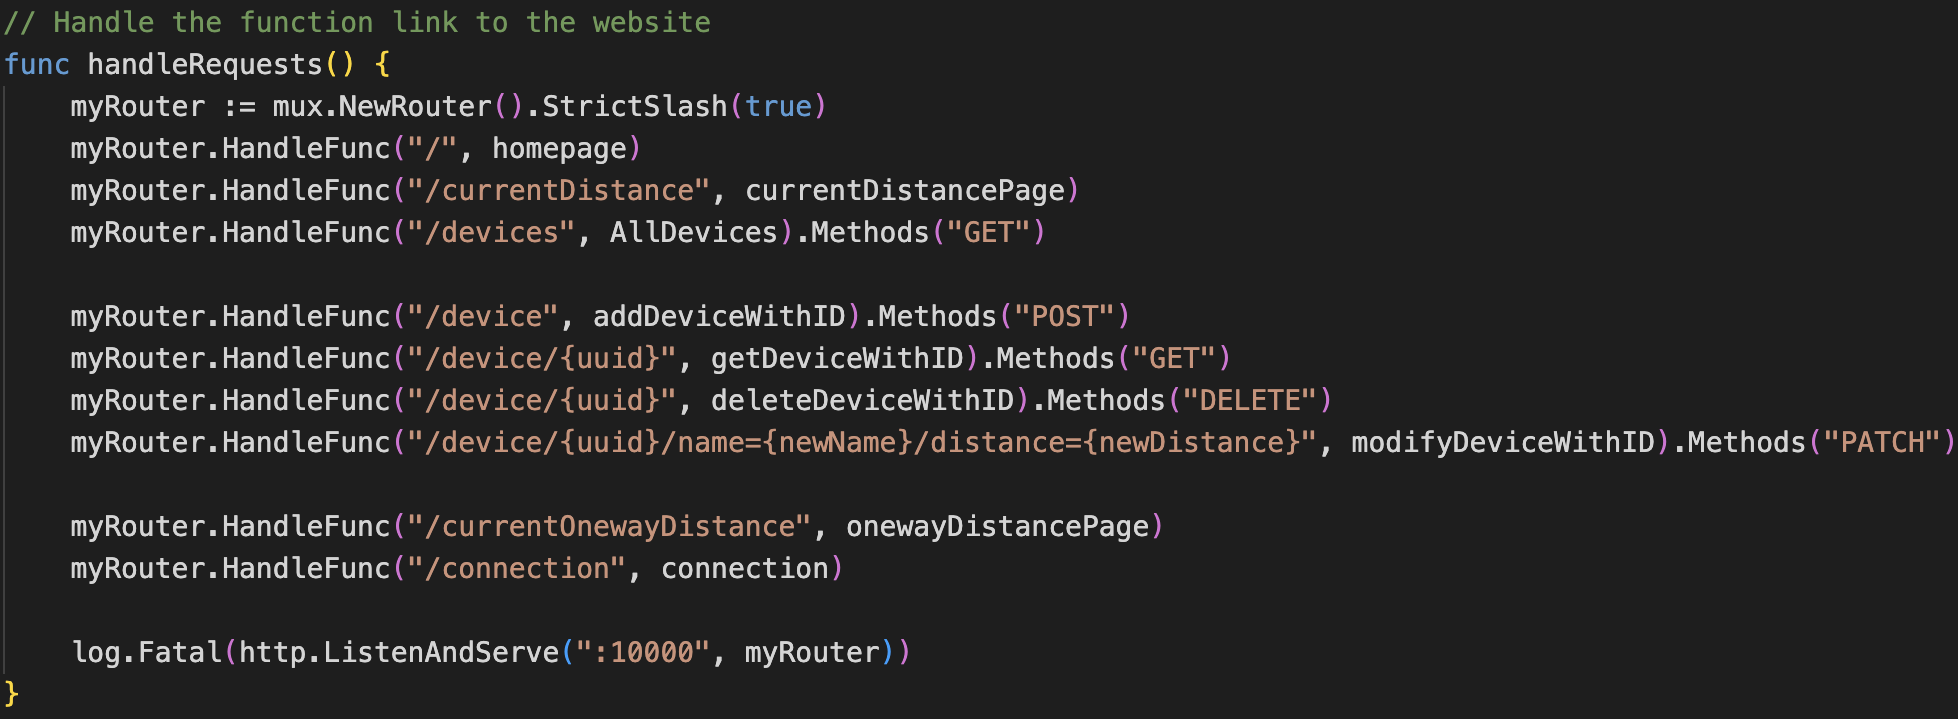 // Handle the function link to the website
func handleRequests() {
    myRouter := mux.NewRouter().StrictSlash(true)
    myRouter.HandleFunc("/", homepage)
    myRouter.HandleFunc("/currentDistance", currentDistancePage)
    myRouter.HandleFunc("/devices", AllDevices).Methods("GET")

    myRouter.HandleFunc("/device", addDeviceWithID).Methods("POST")
    myRouter.HandleFunc("/device/{uuid}", getDeviceWithID).Methods("GET")
    myRouter.HandleFunc("/device/{uuid}", deleteDeviceWithID).Methods("DELETE")
    myRouter.HandleFunc("/device/{uuid}/name={newName}/distance={newDistance}", modifyDeviceWithID).Methods("PATCH")

    myRouter.HandleFunc("/currentOnewayDistance", onewayDistancePage)
    myRouter.HandleFunc("/connection", connection)

    log.Fatal(http.ListenAndServe(":10000", myRouter))
}